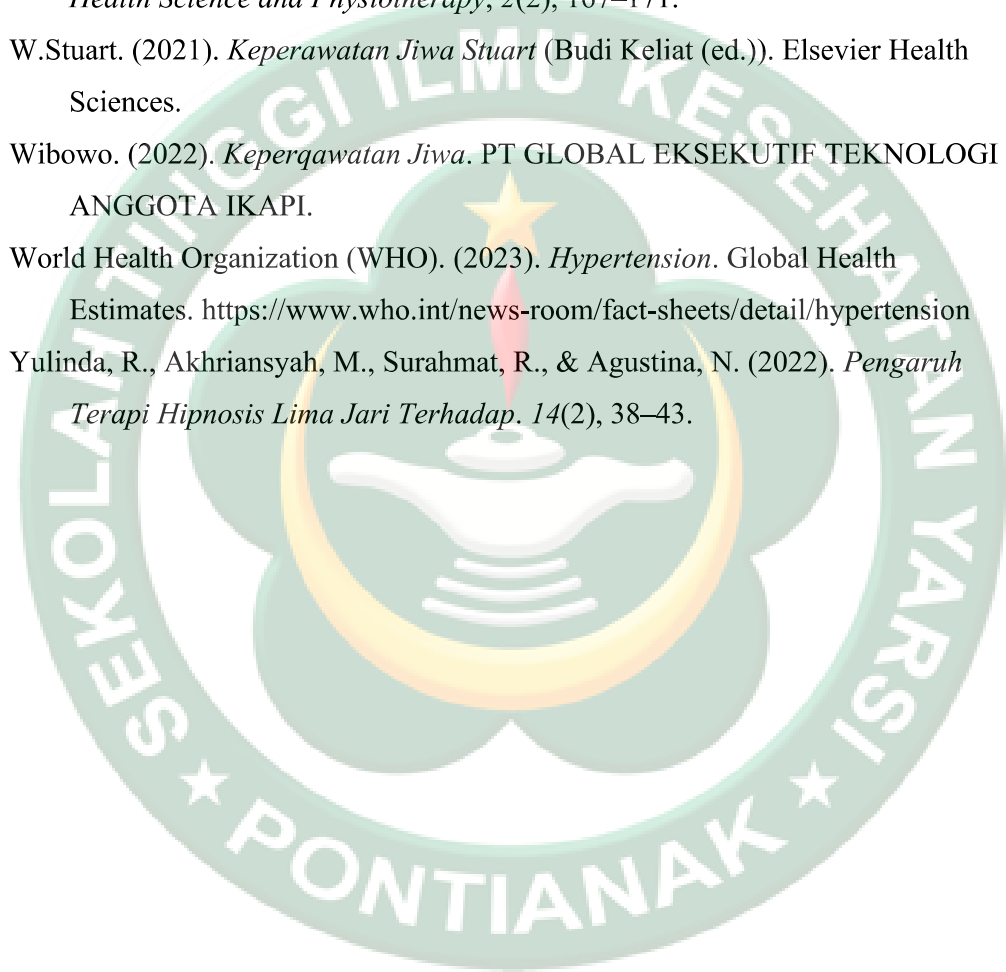 Health Science and Physiotherapy, 2(2), 167–171.
W.Stuart. (2021). Keperawatan Jiwa Stuart (Budi Keliat (ed.)). Elsevier Health
Sciences.
Wibowo. (2022). Keperqawatan Jiwa. PT GLOBAL EKSEKUTIF TEKNOLOGI
ANGGOTA IKAPI.
World Health Organization (WHO). (2023). Hypertension. Global Health
Estimates. https://www.who.int/news-room/fact-sheets/detail/hypertension
Yulinda, R., Akhriansyah, M., Surahmat, R., & Agustina, N. (2022). Pengaruh
Terapi Hipnosis Lima Jari Terhadap. 14(2), 38–43.
SEKOLAH TINGGI ILMU KESEHATAN YARSI
PONTIANAK